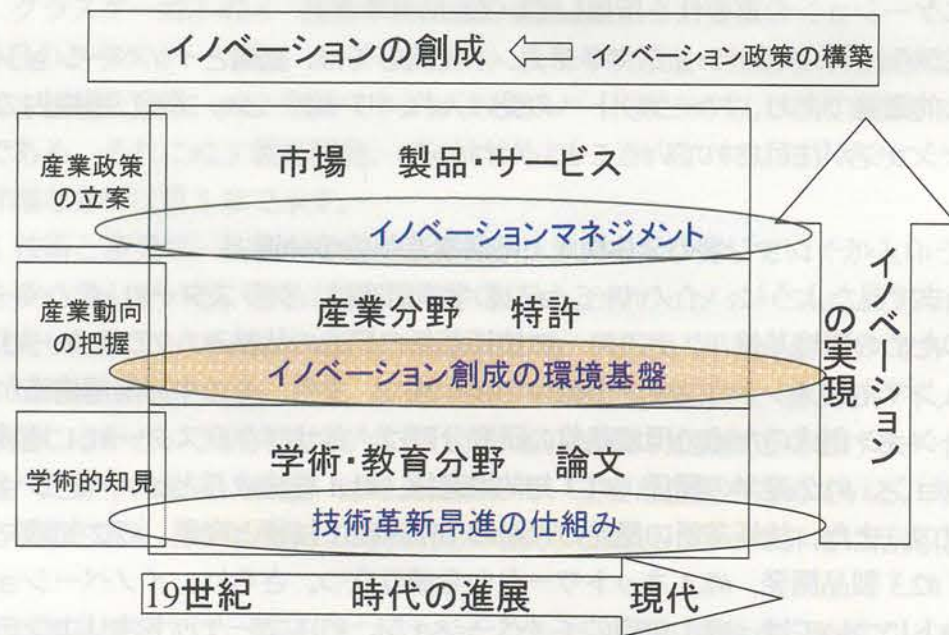 イノベーションの創成 ⇦ イノベーション政策の構築
産業政策
の立案
市場 製品・サービス
イノベーションマネジメント
産業動向
の把握
産業分野 特許
イノベーション創成の環境基盤
学術的知見
学術・教育分野 論文
技術革新昂進の仕組み
イノベーション
の実現
19世紀 時代の進展 現代